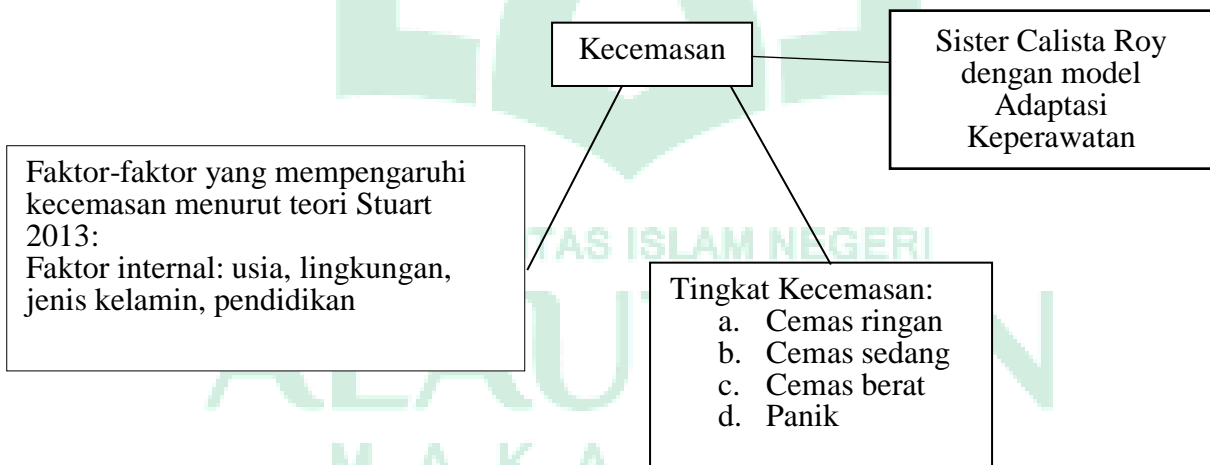 Kecemasan
Sister Calista Roy
dengan model
Adaptasi
Keperawatan
Faktor-faktor yang mempengaruhi
kecemasan menurut teori Stuart
2013:
Faktor internal: usia, lingkungan,
jenis kelamin, pendidikan
TAS ISLAM NEGERI
Tingkat Kecemasan:
a. Cemas ringan
b. Cemas sedang
c. Cemas berat
d. Panik
ALAU N
M A K A